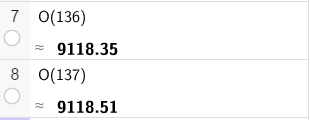 7 O(136)
≈ 9118.35
8 O(137)
≈ 9118.51